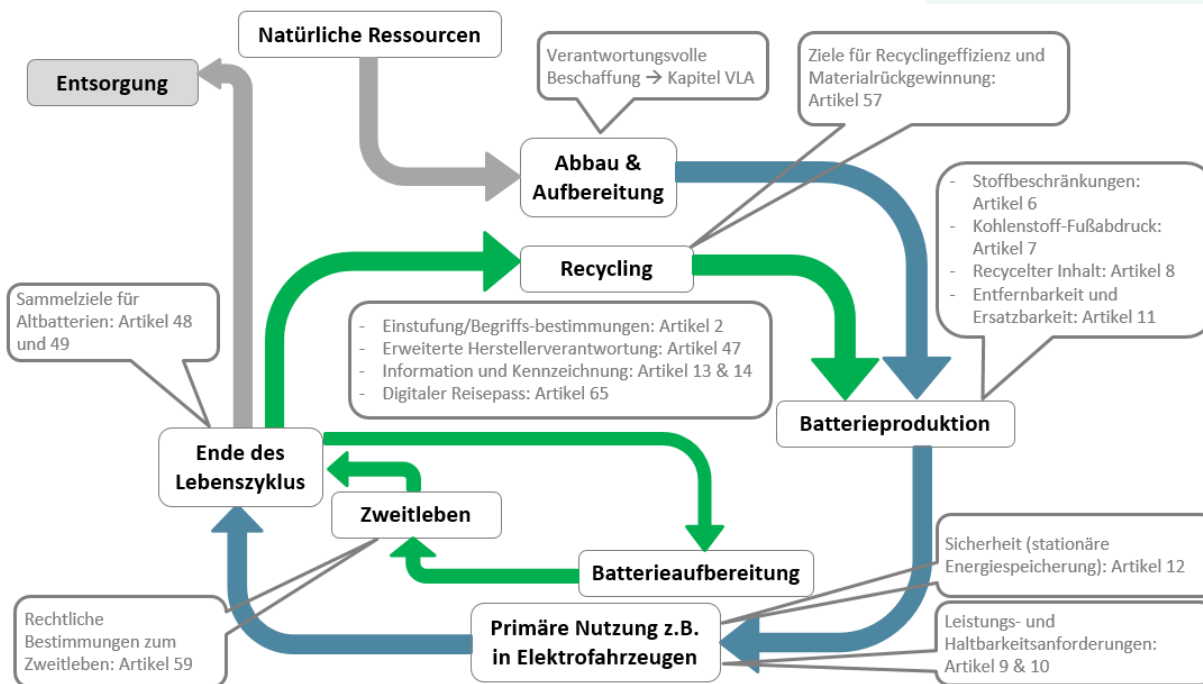 Natürliche Ressourcen
Entsorgung
Verantwortungsvolle
Beschaffung → Kapitel VLA
Ziele für Recyclingeffizienz und
Materialrückgewinnung:
Artikel 57
Abbau &
Aufbereitung
- Stoffbeschränkungen:
Artikel 6
- Kohlenstoff-Fußabdruck:
Artikel 7
- Recycelter Inhalt: Artikel 8
- Entfernbarkeit und
Ersatzbarkeit: Artikel 11
Recycling
Sammelziele für
Altbatterien: Artikel 48
und 49
- Einstufung/Begriffs-bestimmungen: Artikel 2
- Erweiterte Herstellerverantwortung: Artikel 47
- Information und Kennzeichnung: Artikel 13 & 14
- Digitaler Reisepass: Artikel 65
Batterieproduktion
Ende des
Lebenszyklus
Zweitleben
Batterieaufbereitung
Sicherheit (stationäre
Energiespeicherung): Artikel 12
Rechtliche
Bestimmungen zum
Zweitleben: Artikel 59
Primäre Nutzung z.B.
in Elektrofahrzeugen
Leistungs- und
Haltbarkeitsanforderungen:
Artikel 9 & 10